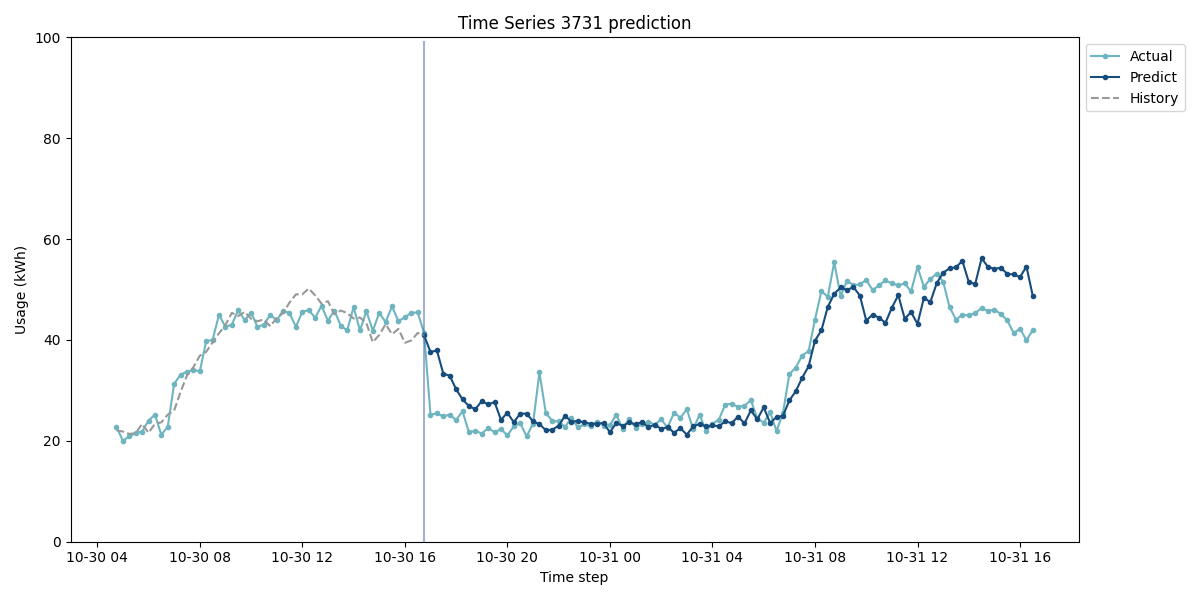 Time Series 3731 prediction
100
80
60
40
20
0
Usage (kWh)
10-30 04
10-30 08
10-30 12
10-30 16
10-30 20
10-31 00
10-31 04
10-31 08
10-31 12
10-31 16
Time step
Actual
Predict
History